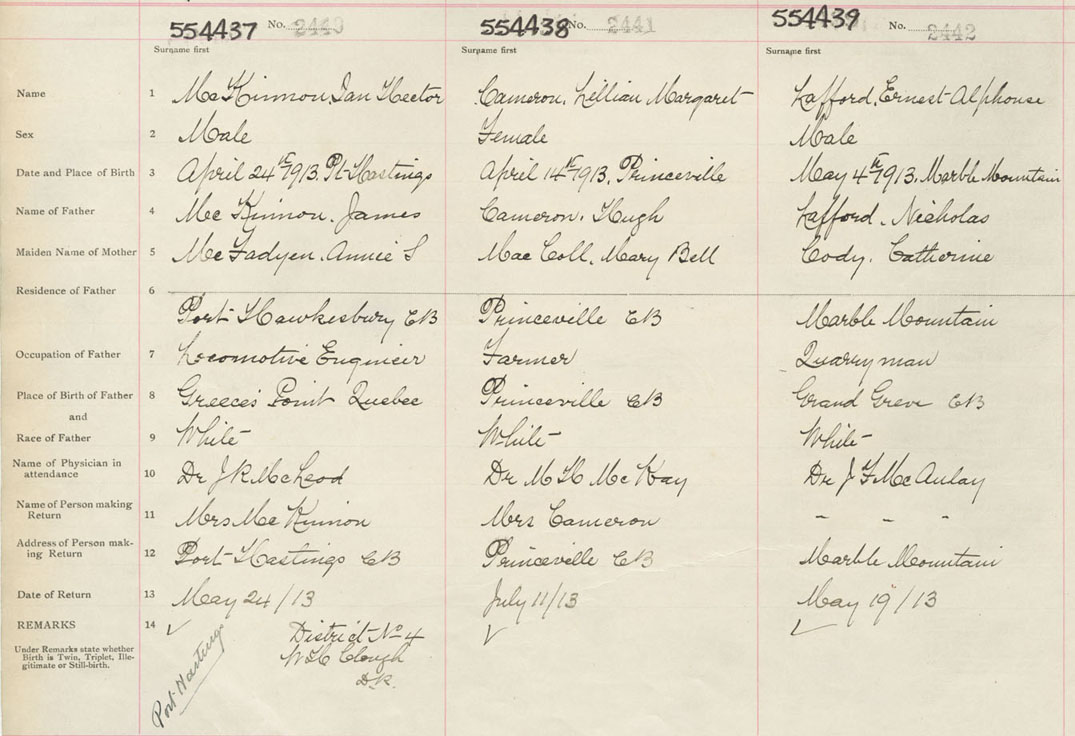 554437 No. 2440 554438 No. 2441 554439 No. 2442
Surname first Surname first Surname first
Name 1 McKinnon, Ian Hector Cameron, Lillian Margaret Lafford, Ernest Alphonse
Sex 2 Male Female Male
Date and Place of Birth 3 April 24th 1913. Pt Hastings April 14th 1913, Princeville May 4th 1913. Marble Mountain
Name of Father 4 McKinnon, James Cameron, Hugh Lafford, Nicholas
Maiden Name of Mother 5 McFadyen, Annie S MacColl, Mary Bell Cody, Catherine
Residence of Father 6
Port Hawkesbury CB Princeville CB Marble Mountain
Occupation of Father 7 Locomotive Engineer Farmer Quarryman
Place of Birth of Father 8 Greece's Point Quebec Princeville CB Grand Greve CB
and
Race of Father 9 White White White
Name of Physician in
attendance 10 Dr J R McLeod Dr M H McKay Dr J F McAulay
Name of Person making
Return 11 Mrs McKinnon Mrs Cameron - - -
Address of Person mak-
ing Return 12 Port Hastings CB Princeville CB Marble Mountain
Date of Return 13 May 24/13 July 11/13 May 19/13
REMARKS 14 ✓ District No 4 ✓ ✓
Under Remarks state whether
Birth is Twin, Triplet, Ille-
gitimate or Still-birth.
Clough
D.R.
Port Hastings